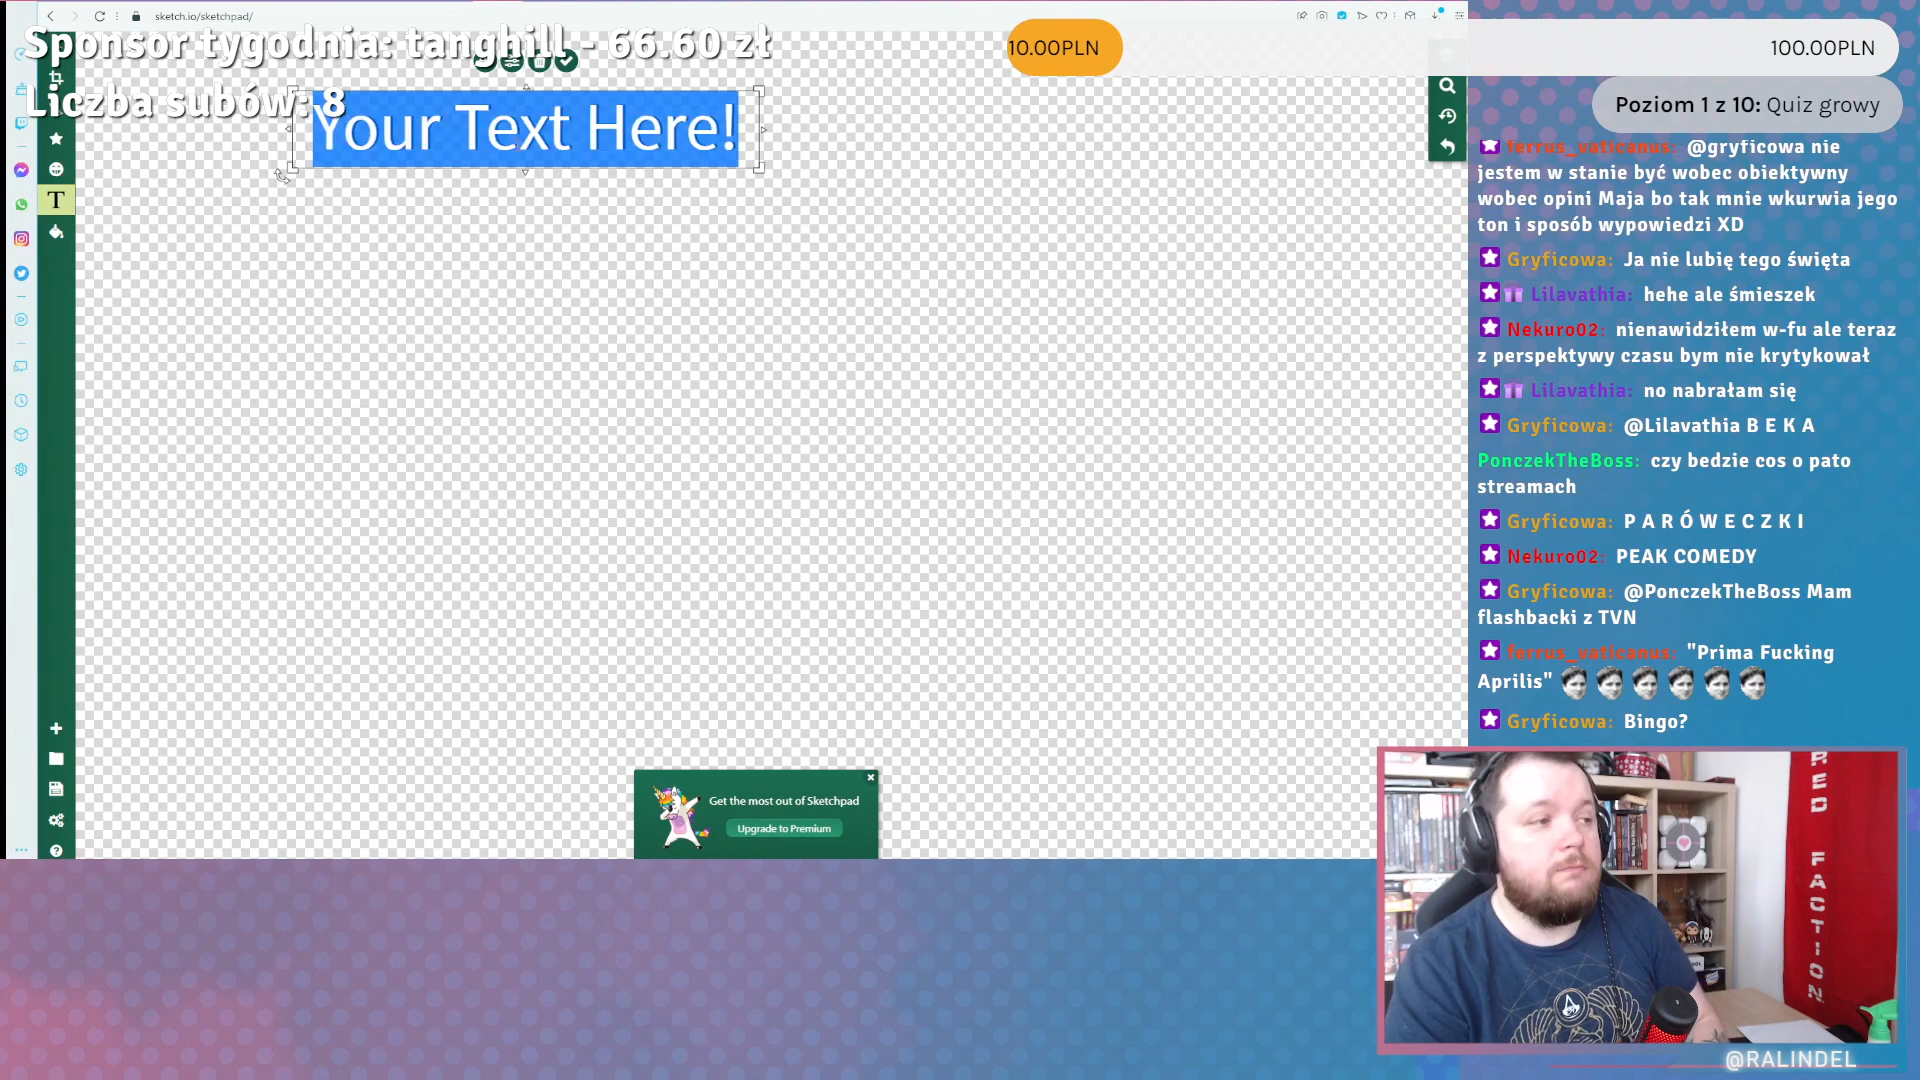 sketch.io/sketchpad/
Sponsor tygodnia: tanghill - 66.60 zł
Liczba subów: 8
Your Text Here!
T
10.00PLN
100.00PLN
Poziom 1 z 10: Quiz growy
ferrus_vaticanus: @gryficowa nie
jestem w stanie być wobec obiektywny
wobec opini Maja bo tak mnie wkurwia jego
ton i sposób wypowiedzi XD
Gryficowa: Ja nie lubię tego święta
Lilavathia: hehe ale śmieszek
Nekuro02: nienawidziłem w-fu ale teraz
z perspektywy czasu bym nie krytykował
Lilavathia: no nabrałam się
Gryficowa: @Lilavathia B E K A
PonczekTheBoss: czy bedzie cos o pato
streamach
Gryficowa: P A R Ó W E C Z K I
Nekuro02: PEAK COMEDY
Gryficowa: @PonczekTheBoss Mam
flashbacki z TVN
ferrus_vaticanus: "Prima Fucking
Aprilis"
Gryficowa: Bingo?
Get the most out of Sketchpad
Upgrade to Premium
RED FACTION
@RALINDEL